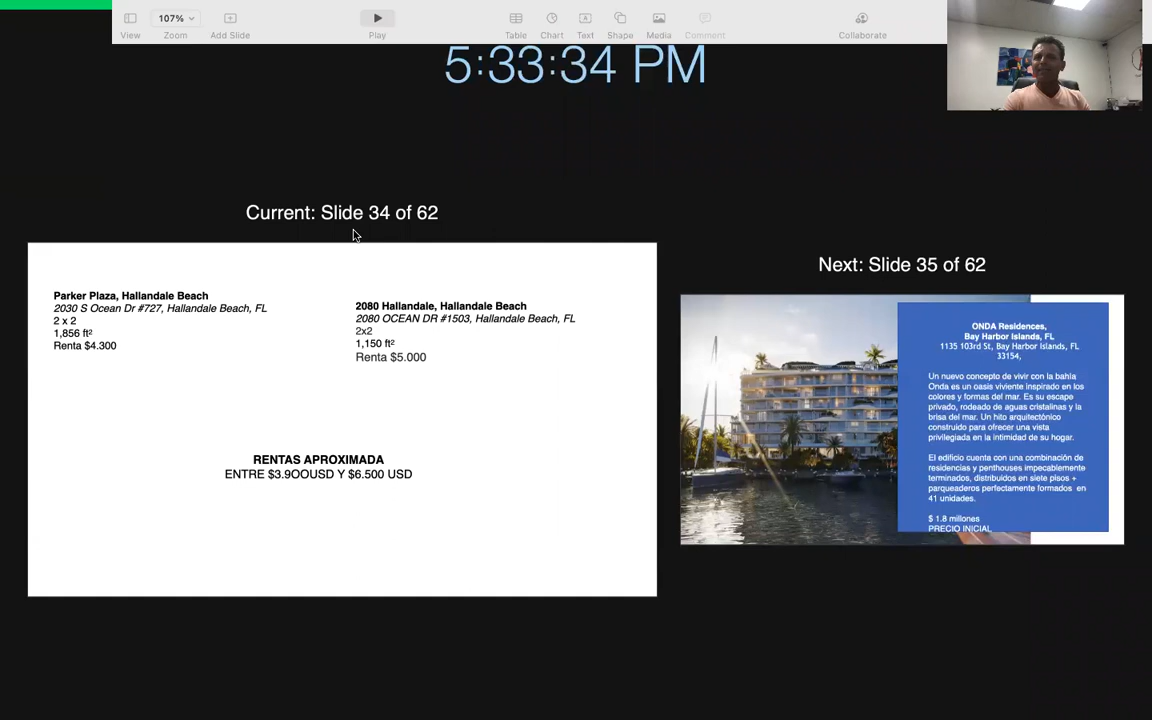 107%
View
Zoom
Add Slide
Play
Table
Chart
Text
Shape
Media
Comment
Collaborate
5:33:34 PM
Current: Slide 34 of 62
Parker Plaza, Hallandale Beach
2030 S Ocean Dr #727, Hallandale Beach, FL
2 x 2
1,856 ft²
Renta $4.300
2080 Hallandale, Hallandale Beach
2080 OCEAN DR #1503, Hallandale Beach, FL
2x2
1,150 ft²
Renta $5.000
RENTAS APROXIMADA
ENTRE $3.9OOUSD Y $6.500 USD
Next: Slide 35 of 62
ONDA Residences,
Bay Harbor Islands, FL
1135 103rd St, Bay Harbor Islands, FL
33154,
Un nuevo concepto de vivir con la bahía
Onda es un oasis viviente inspirado en los
colores y formas del mar. Es su escape
privado, rodeado de aguas cristalinas y la
brisa del mar. Un hito arquitectónico
construido para ofrecer una vista
privilegiada en la intimidad de su hogar.
El edificio cuenta con una combinación de
residencias y penthouses impecablemente
terminados, distribuidos en siete pisos +
parqueaderos perfectamente formados en
41 unidades.
$ 1.8 millones
PRECIO INICIAL